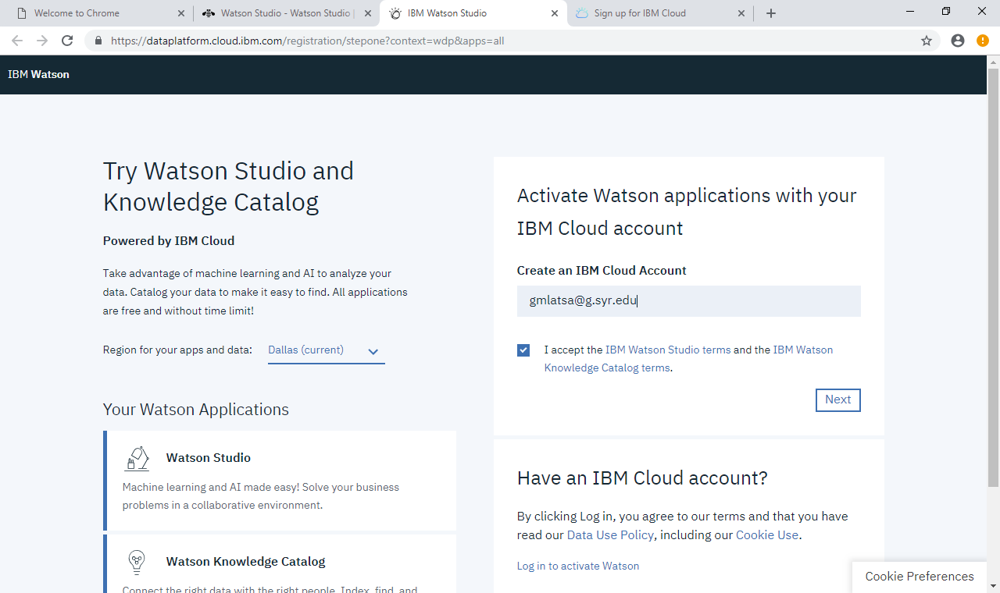 Welcome to Chrome
Watson Studio - Watson Studio |
IBM Watson Studio
Sign up for IBM Cloud
https://dataplatform.cloud.ibm.com/registration/stepone?context=wdp&apps=all
IBM Watson
Try Watson Studio and
Knowledge Catalog
Powered by IBM Cloud
Take advantage of machine learning and AI to analyze your
data. Catalog your data to make it easy to find. All applications
are free and without time limit!
Region for your apps and data: Dallas (current)
Your Watson Applications
Watson Studio
Machine learning and AI made easy! Solve your business
problems in a collaborative environment.
Watson Knowledge Catalog
Connect the right data with the right people. Index, find, and
Activate Watson applications with your
IBM Cloud account
Create an IBM Cloud Account
gmlatsa@g.syr.edu
I accept the IBM Watson Studio terms and the IBM Watson
Knowledge Catalog terms.
Next
Have an IBM Cloud account?
By clicking Log in, you agree to our terms and that you have
read our Data Use Policy, including our Cookie Use.
Log in to activate Watson
Cookie Preferences